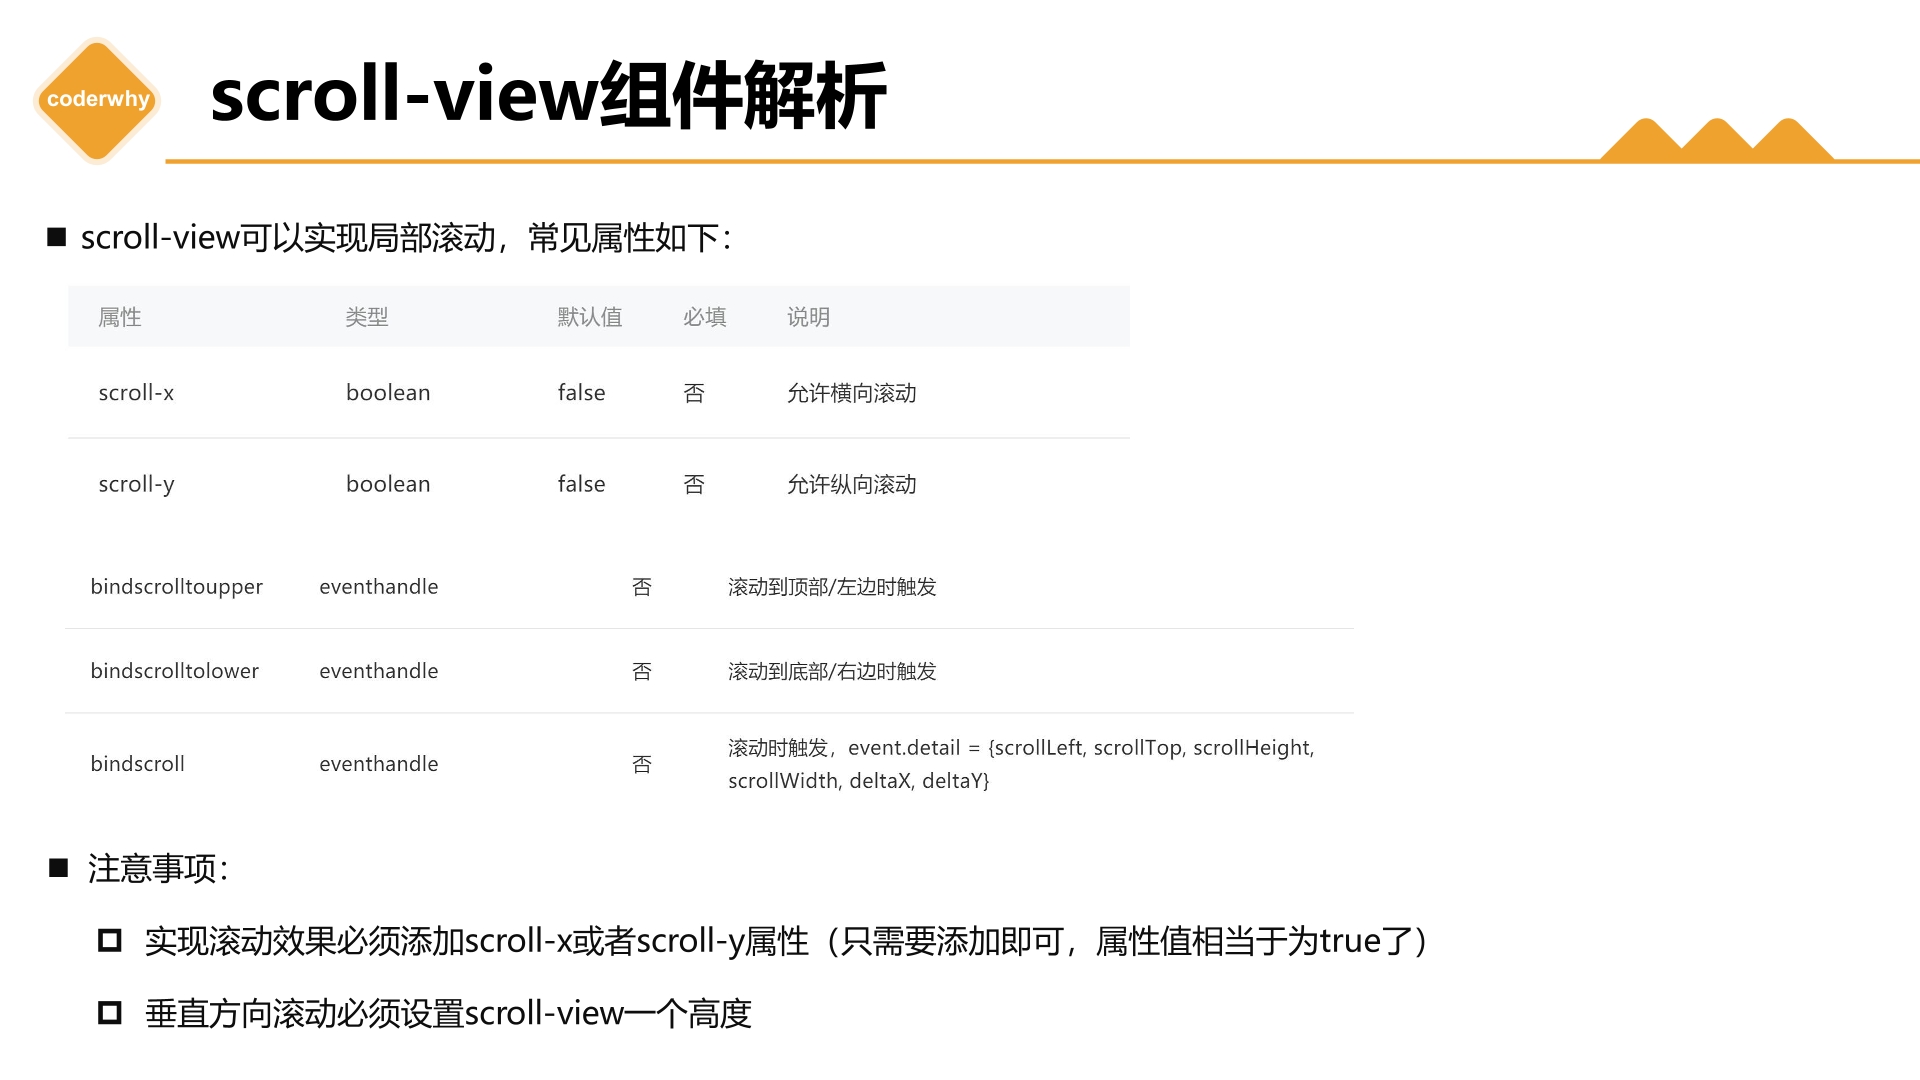 coderwhy
scroll-view组件解析
scroll-view可以实现局部滚动，常见属性如下：
属性 类型 默认值 必填 说明
scroll-x boolean false 否 允许横向滚动
scroll-y boolean false 否 允许纵向滚动
bindscrolltoupper eventhandle 否 滚动到顶部/左边时触发
bindscrolltolower eventhandle 否 滚动到底部/右边时触发
bindscroll eventhandle 否 滚动时触发，event.detail = {scrollLeft, scrollTop, scrollHeight,
scrollWidth, deltaX, deltaY}
注意事项：
实现滚动效果必须添加scroll-x或者scroll-y属性（只需要添加即可，属性值相当于为true了）
垂直方向滚动必须设置scroll-view一个高度